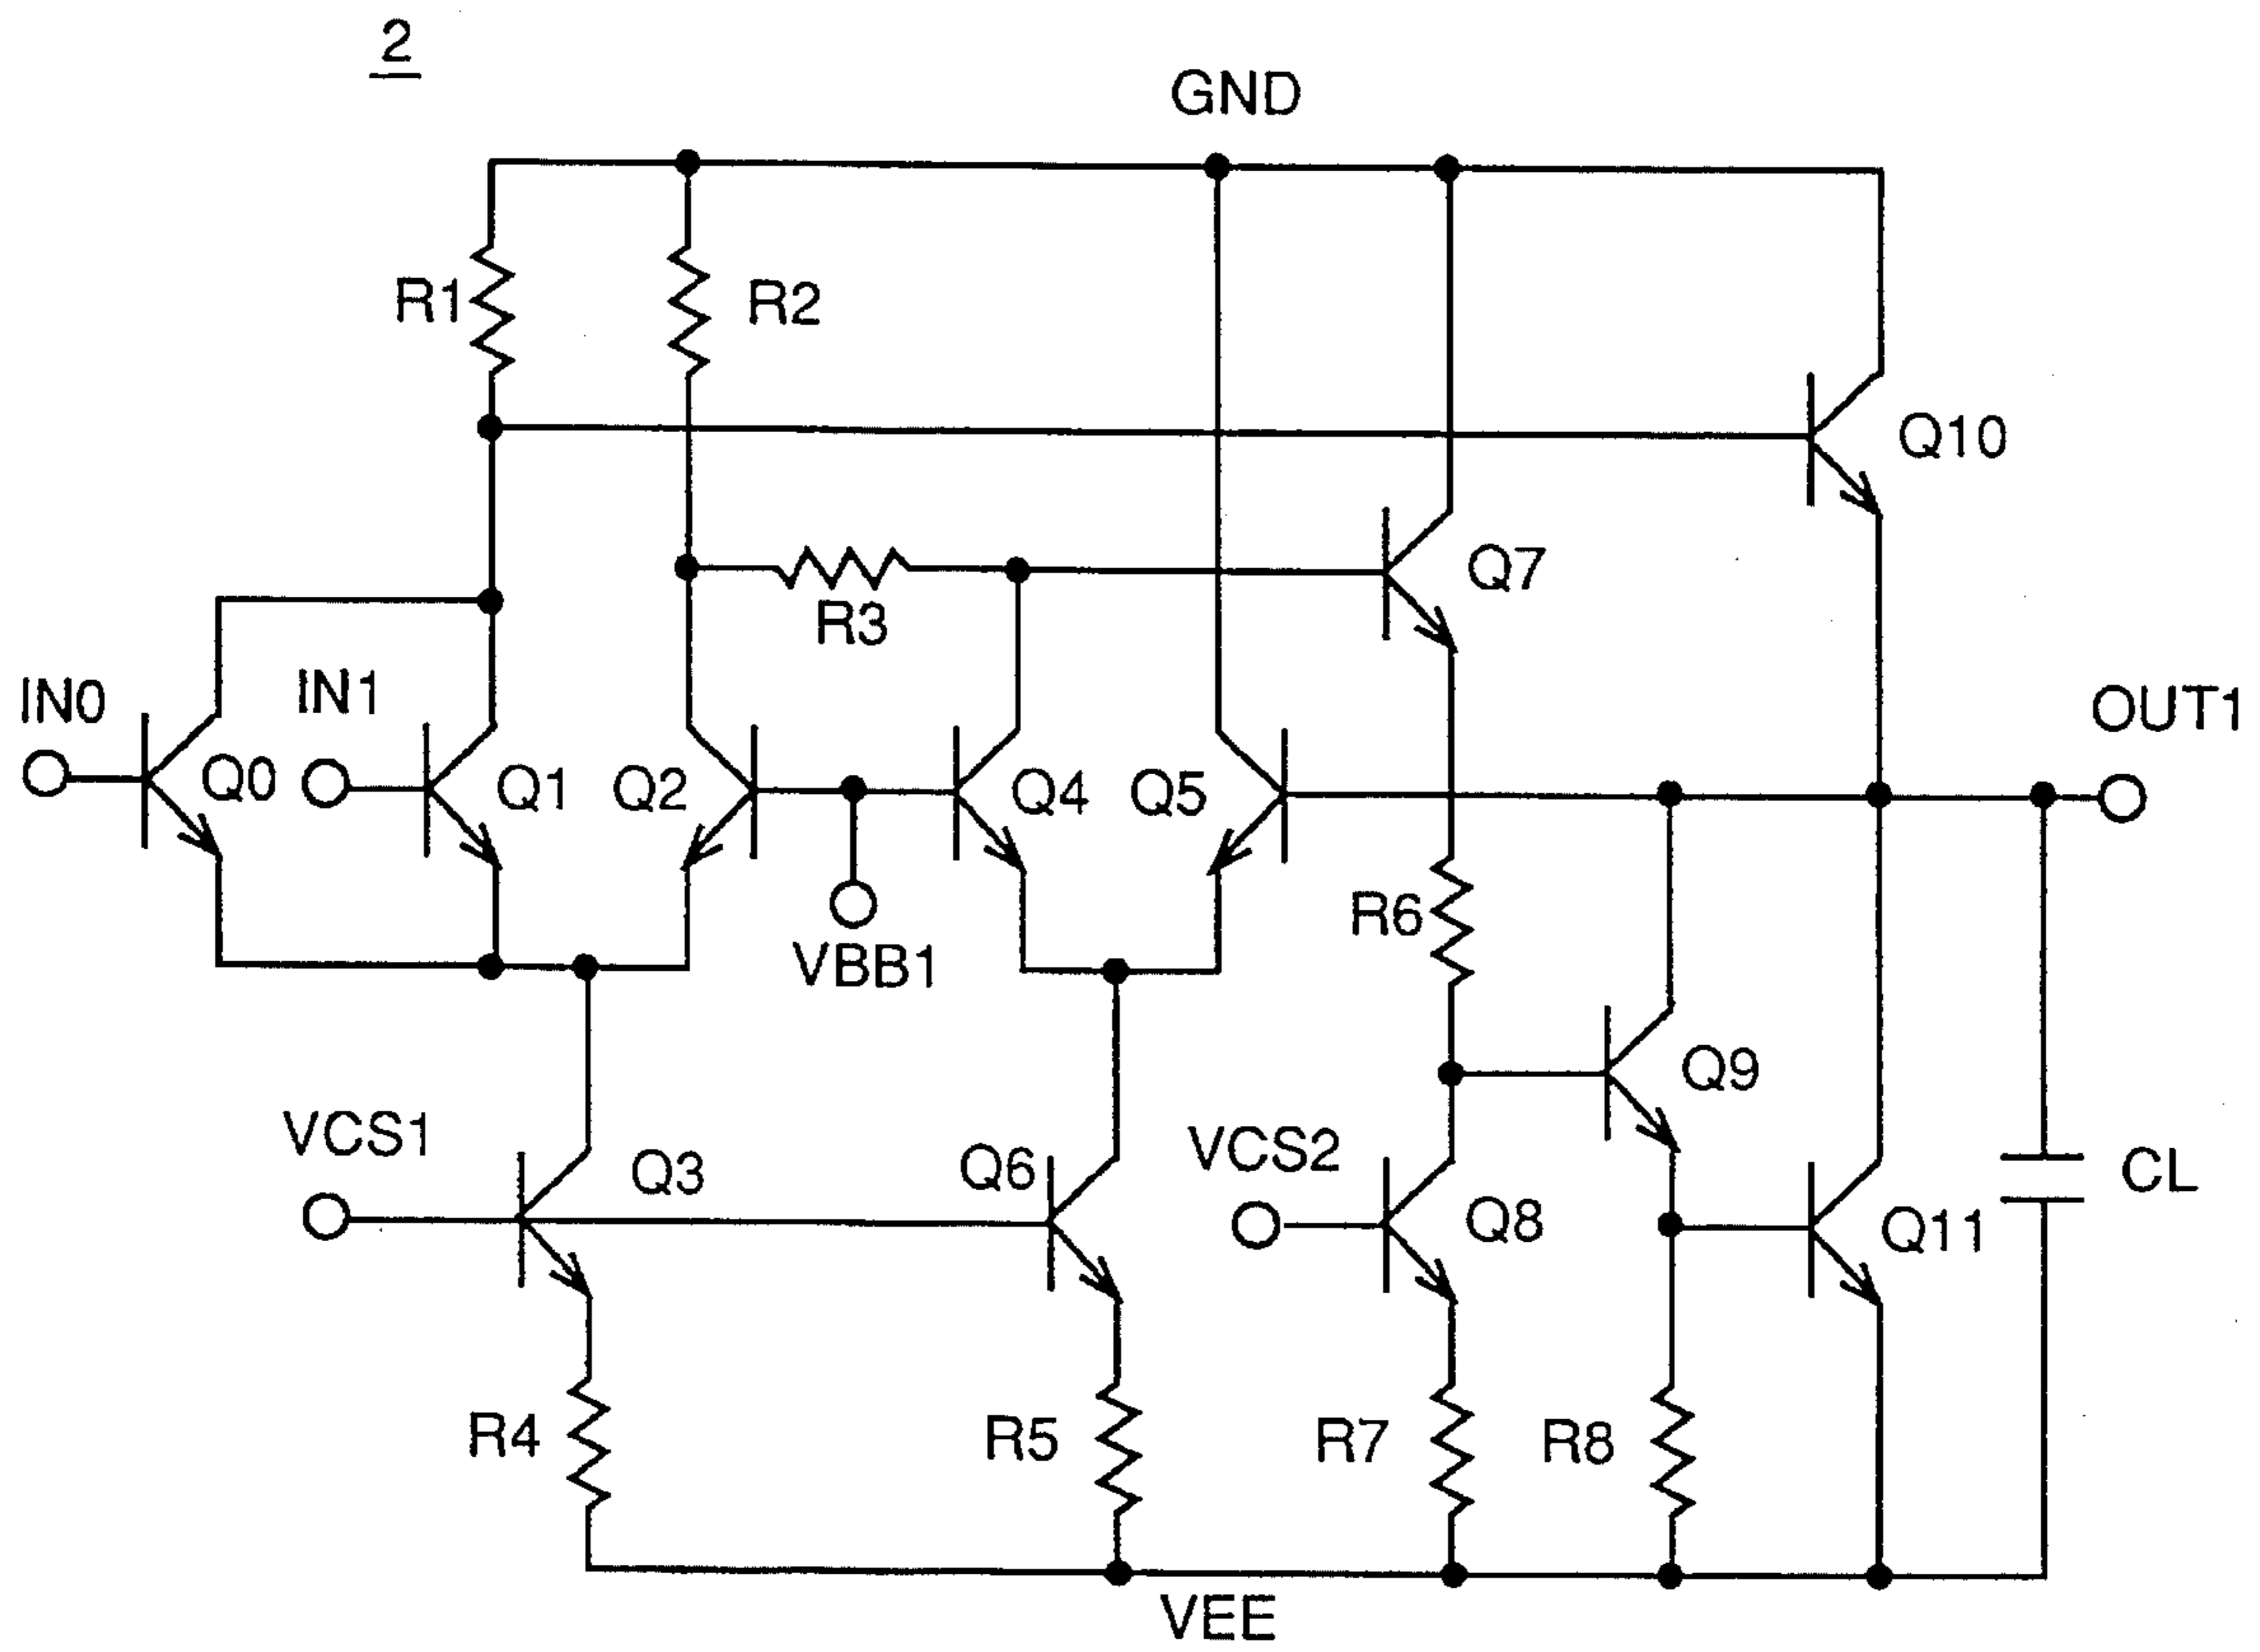 2
GND
R1
R2
Q10
Q7
R3
IN0
IN1
OUT1
Q0
Q1
Q2
Q4
Q5
R6
VBB1
Q9
VCS1
VCS2
Q3
Q6
CL
Q8
Q11
R4
R5
R7
R8
VEE